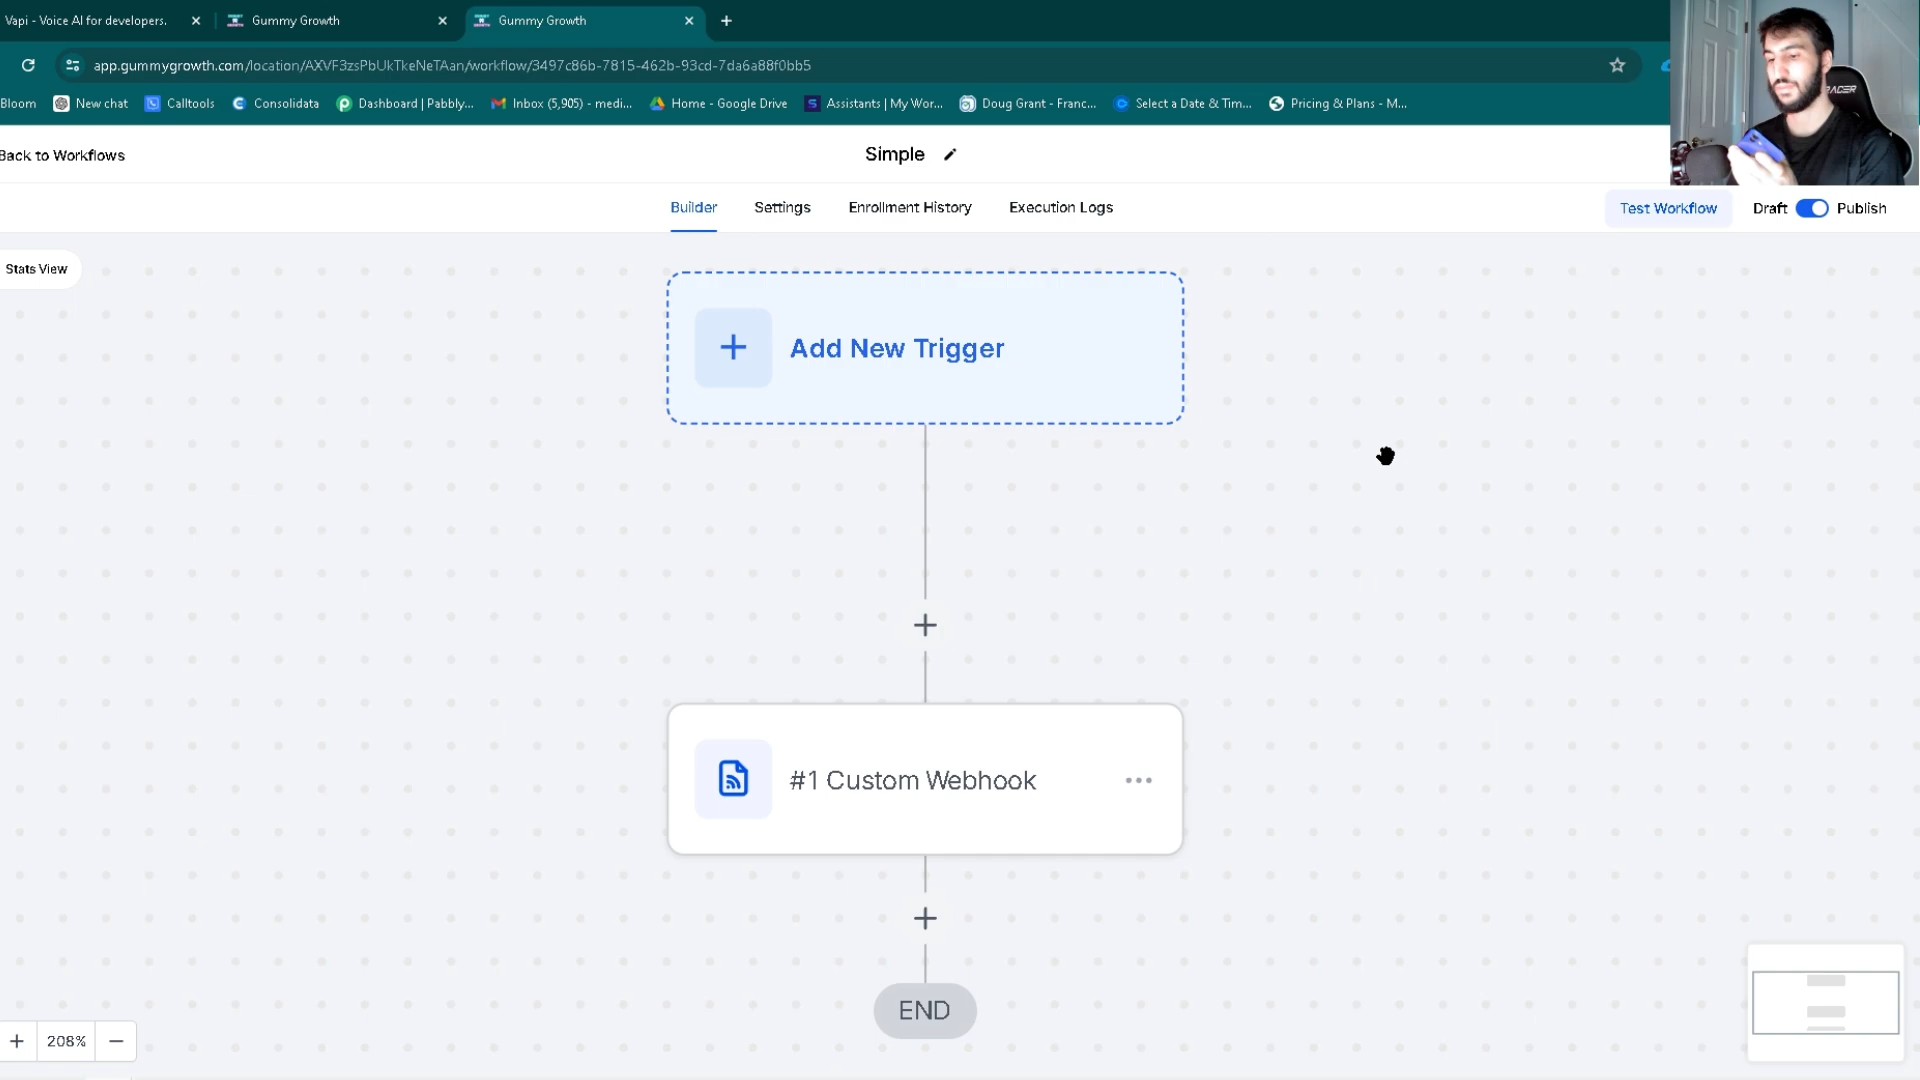 Vapi - Voice AI for developers.
Gummy Growth
Gummy Growth
app.gummygrowth.com/location/AXVF3zsPbUkTkeNeTAan/workflow/3497c86b-7815-462b-93cd-7da6a88f0bb5
Bloom
New chat
Calltools
Consolidata
Dashboard | Pabbly...
Inbox (5,905) - medi...
Home - Google Drive
Assistants | My Wor...
Doug Grant - Franc...
Select a Date & Tim...
Pricing & Plans - M...
Back to Workflows
Simple
Builder
Settings
Enrollment History
Execution Logs
Test Workflow
Draft
Publish
Stats View
Add New Trigger
#1 Custom Webhook
END
208%